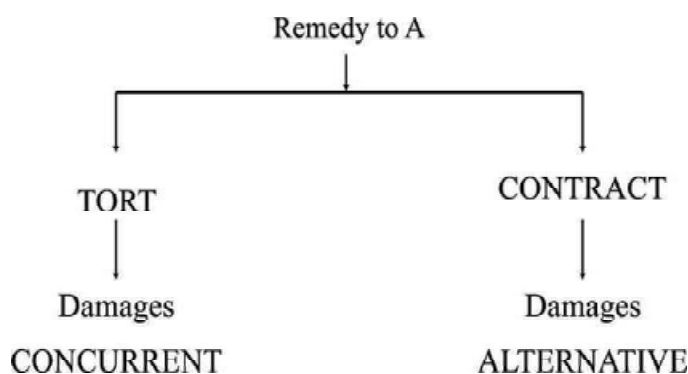 Remedy to A
TORT
CONTRACT
Damages
Damages
CONCURRENT
ALTERNATIVE